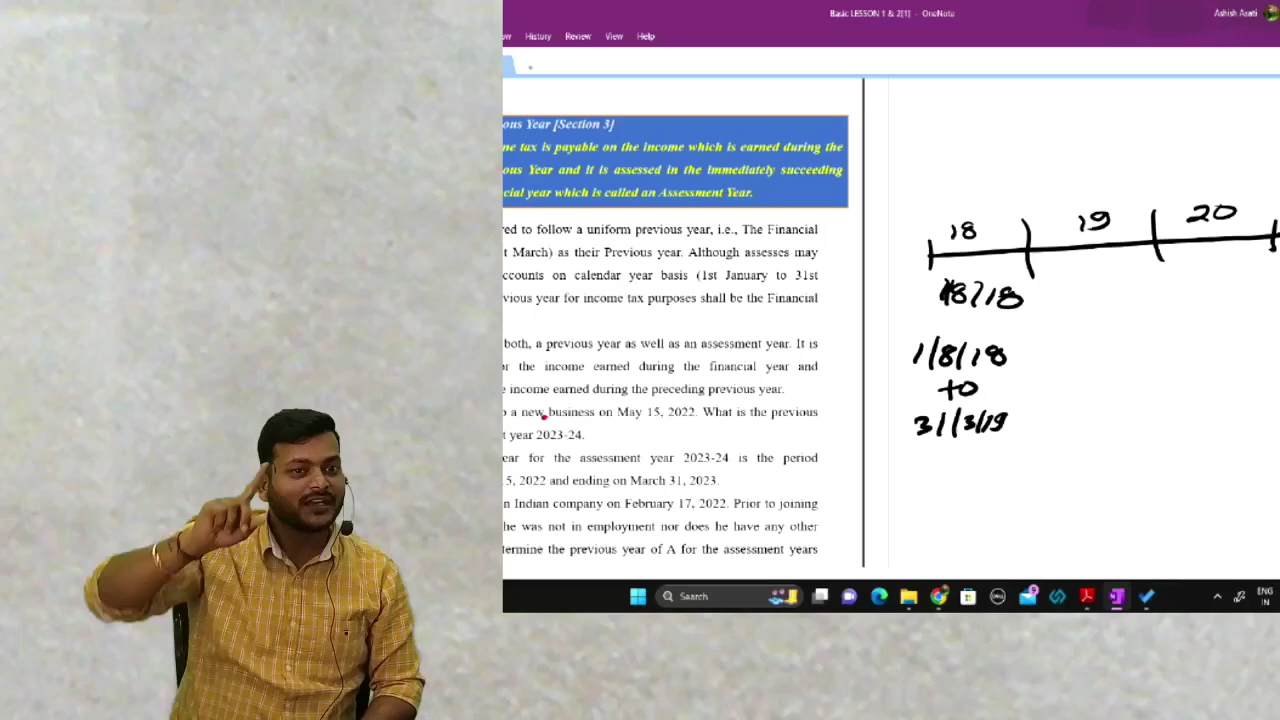 Basic LESSON 1 & 2[1] - OneNote
Ashish Asati
History Review View Help
ous Year [Section 3]
ne tax is payable on the income which is earned during the
ous Year and it is assessed in the immediately succeeding
cial year which is called an Assessment Year.
red to follow a uniform previous year, i.e., The Financial
t March) as their Previous year. Although assesses may
ccounts on calendar year basis (1st January to 31st
vious year for income tax purposes shall be the Financial
both, a previous year as well as an assessment year. It is
or the income earned during the financial year and
e income earned during the preceding previous year.
p a new business on May 15, 2022. What is the previous
t year 2023-24.
ear for the assessment year 2023-24 is the period
15, 2022 and ending on March 31, 2023.
n Indian company on February 17, 2022. Prior to joining
he was not in employment nor does he have any other
termine the previous year of A for the assessment years
18 19 20
18/18
1/8/18
to
31/3/19
Search
ENG
IN